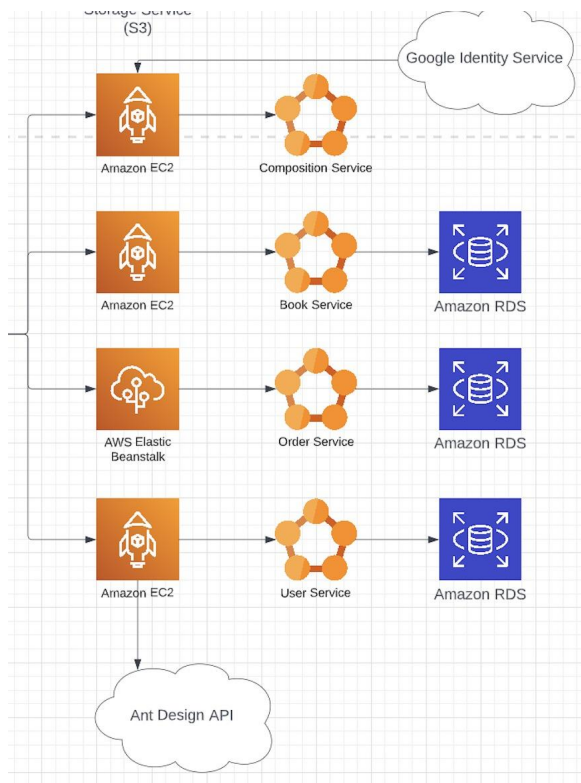 Storage Service
(S3)
Google Identity Service
Amazon EC2
Composition Service
Amazon EC2
Book Service
Amazon RDS
AWS Elastic
Beanstalk
Order Service
Amazon RDS
Amazon EC2
User Service
Amazon RDS
Ant Design API